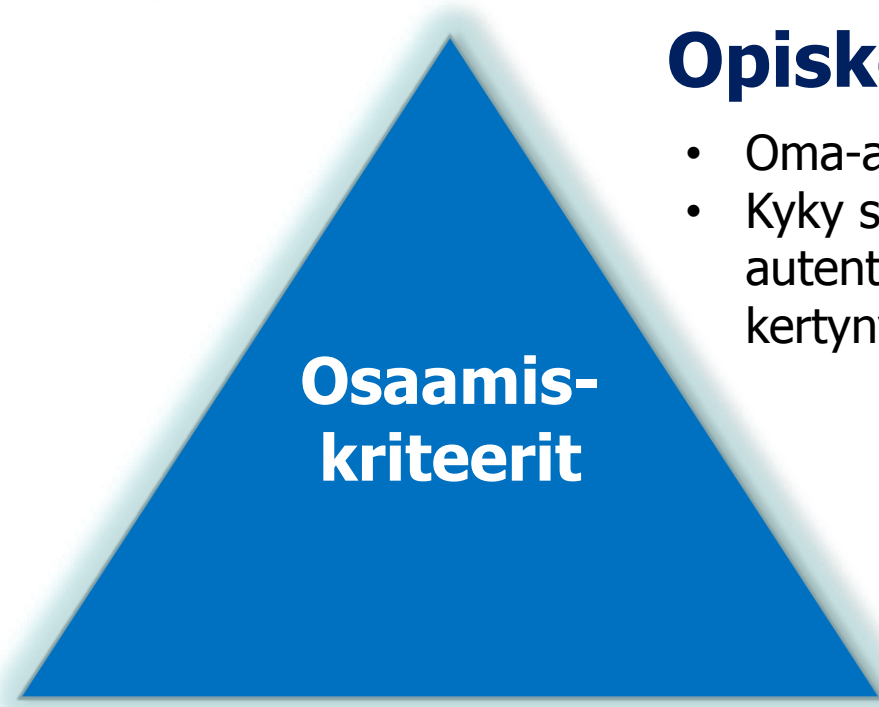 Opisk
• Oma-a
• Kyky s
autent
kertyn
Osaamis-
kriteerit